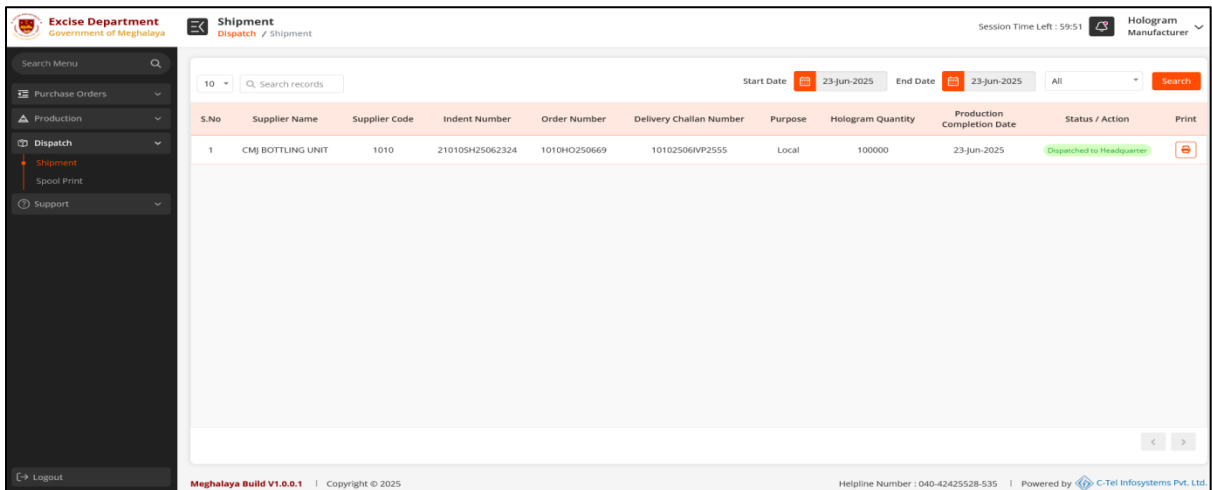 Excise Department
Government of Meghalaya
Shipment
Dispatch / Shipment
Session Time Left : 59:51
Hologram
Manufacturer
Search Menu
Purchase Orders
Production
Dispatch
Shipment
Spool Print
Support
Logout
10
Search records
Start Date 23-Jun-2025 End Date 23-Jun-2025 All Search
S.No Supplier Name Supplier Code Indent Number Order Number Delivery Challan Number Purpose Hologram Quantity Production Completion Date Status / Action Print
1 CMJ BOTTLING UNIT 1010 21010SH25062324 1010HO250669 10102506IVP2555 Local 100000 23-Jun-2025 Dispatched to Headquarter
Meghalaya Build V1.0.0.1 | Copyright © 2025
Helpline Number : 040-42425528-535 | Powered by C-Tel Infosystems Pvt. Ltd.